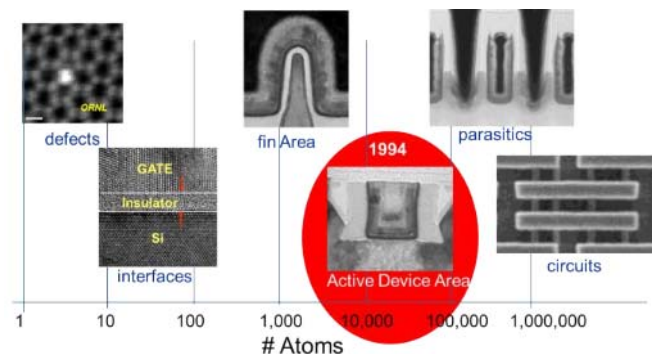 ORNL
defects
GATE
Insulator
Si
interfaces
fin Area
1994
Active Device Area
parasitics
circuits
1 10 100 1,000 10,000 100,000 1,000,000
# Atoms